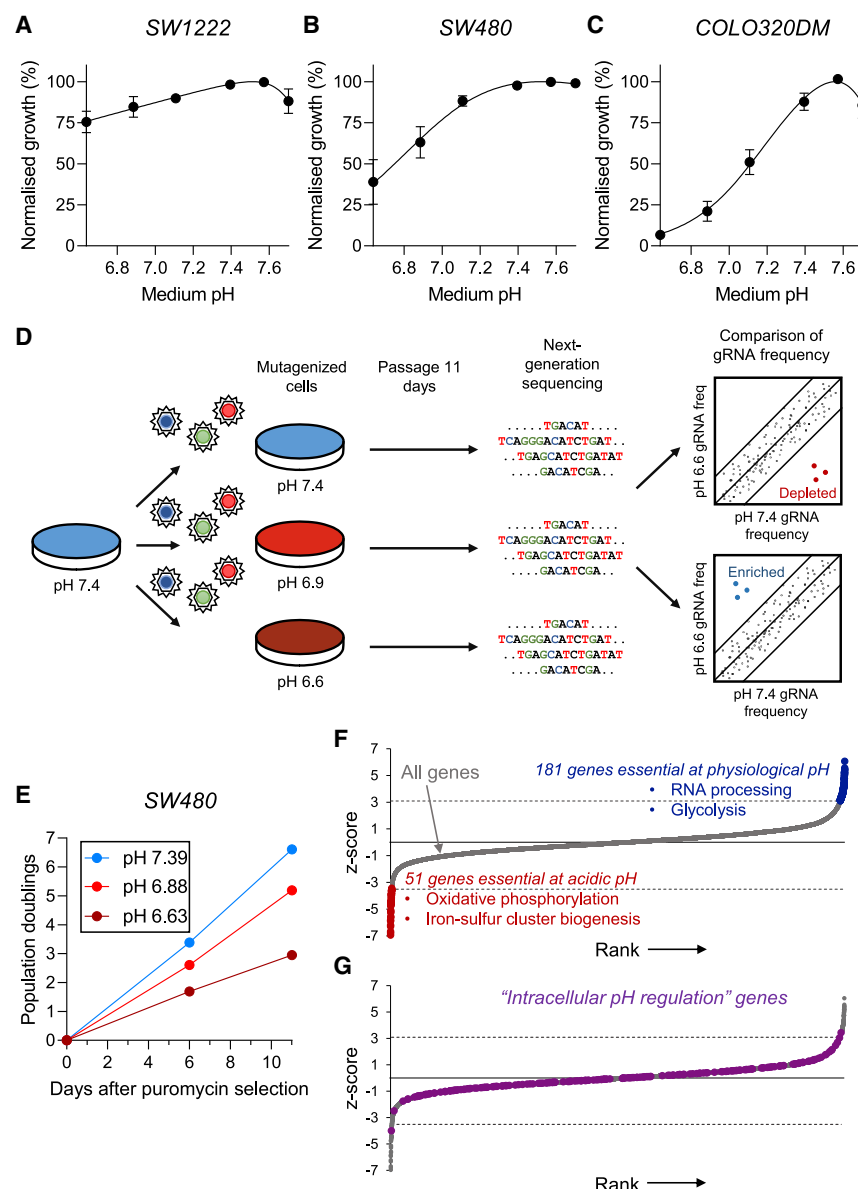 A
SW1222
Normalised growth (%)
100
75
50
25
0
6.8 7.0 7.2 7.4 7.6
Medium pH
B
SW480
Normalised growth (%)
100
75
50
25
0
6.8 7.0 7.2 7.4 7.6
Medium pH
C
COLO320DM
Normalised growth (%)
100
75
50
25
0
6.8 7.0 7.2 7.4 7.6
Medium pH
D
Mutagenized
cells
Passage 11
days
Next-
generation
sequencing
Comparison of
gRNA frequency
pH 7.4
pH 7.4
pH 6.9
pH 6.6
.....TGACAT....
TCAGGGACATCTGAT..
..TGAGCATCTGATAT
....GACATCGA..
.....TGACAT....
TCAGGGACATCTGAT..
..TGAGCATCTGATAT
....GACATCGA..
.....TGACAT....
TCAGGGACATCTGAT..
..TGAGCATCTGATAT
....GACATCGA..
pH 6.6 gRNA freq
Depleted
pH 7.4 gRNA
frequency
pH 6.6 gRNA freq
Enriched
pH 7.4 gRNA
frequency
E
SW480
Population doublings
7
6
5
4
3
2
1
0
pH 7.39
pH 6.88
pH 6.63
0 2 4 6 8 10
Days after puromycin selection
F
z-score
7
5
3
1
-1
-3
-5
-7
All genes
181 genes essential at physiological pH
• RNA processing
• Glycolysis
51 genes essential at acidic pH
• Oxidative phosphorylation
• Iron-sulfur cluster biogenesis
Rank
G
z-score
7
5
3
1
-1
-3
-5
-7
"Intracellular pH regulation" genes
Rank